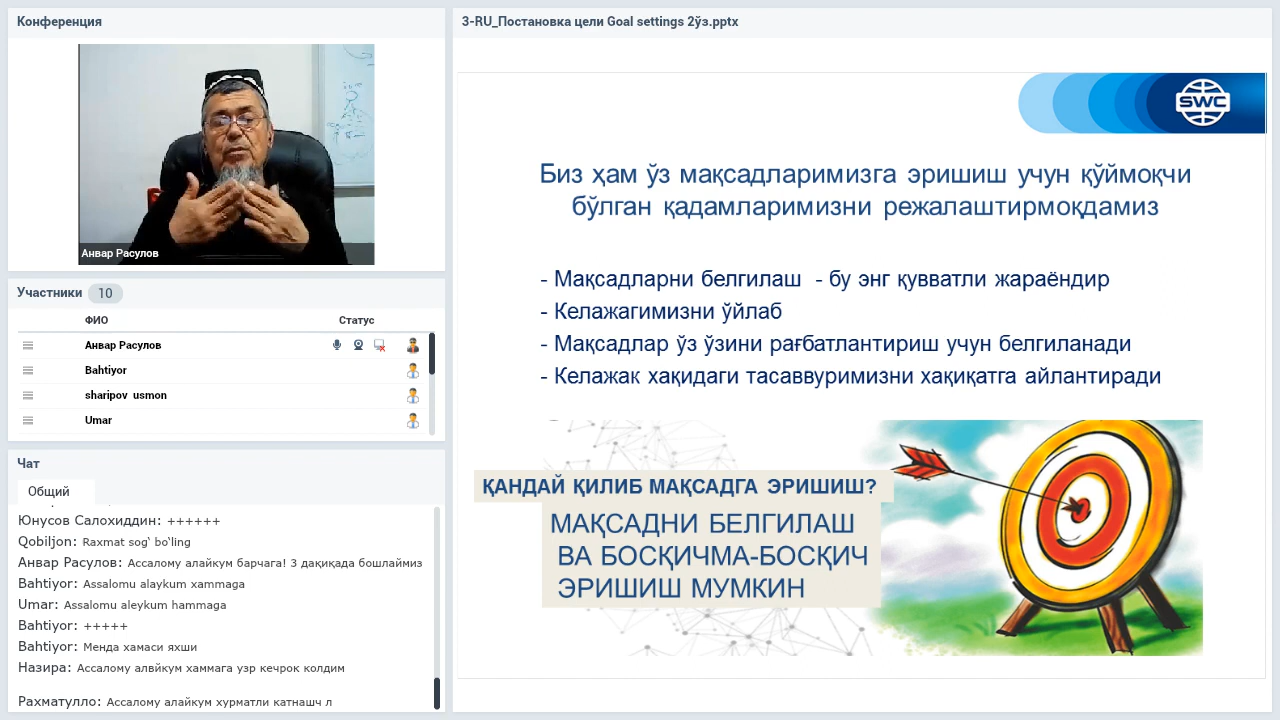 Конференция
Анвар Расулов
Участники 10
ФИО Статус
Анвар Расулов
Bahtiyor
sharipov usmon
Umar
Чат
Общий
Юнусов Салохиддин: ++++++
Qobiljon: Raxmat sog` bo`ling
Анвар Расулов: Ассалому алайкум барчага! 3 дақиқада бошлаймиз
Bahtiyor: Assalomu alaykum xammaga
Umar: Assalomu aleykum hammaga
Bahtiyor: +++++
Bahtiyor: Менда хамаси яхши
Назира: Ассалому алвйкум хаммага узр кечрок колдим
Рахматулло: Ассалому алайкум хурматли катнашч л
3-RU_Постановка цели Goal settings 2ўз.pptx
SWC
Биз ҳам ўз мақсадларимизга эришиш учун қўймоқчи
бўлган қадамларимизни режалаштирмоқдамиз
- Мақсадларни белгилаш - бу энг қувватли жараёндир
- Келажагимизни ўйлаб
- Мақсадлар ўз ўзини рағбатлантириш учун белгиланади
- Келажак хақидаги тасаввуримизни хақиқатга айлантиради
ҚАНДАЙ ҚИЛИБ МАҚСАДГА ЭРИШИШ?
МАҚСАДНИ БЕЛГИЛАШ
ВА БОСҚИЧМА-БОСҚИЧ
ЭРИШИШ МУМКИН